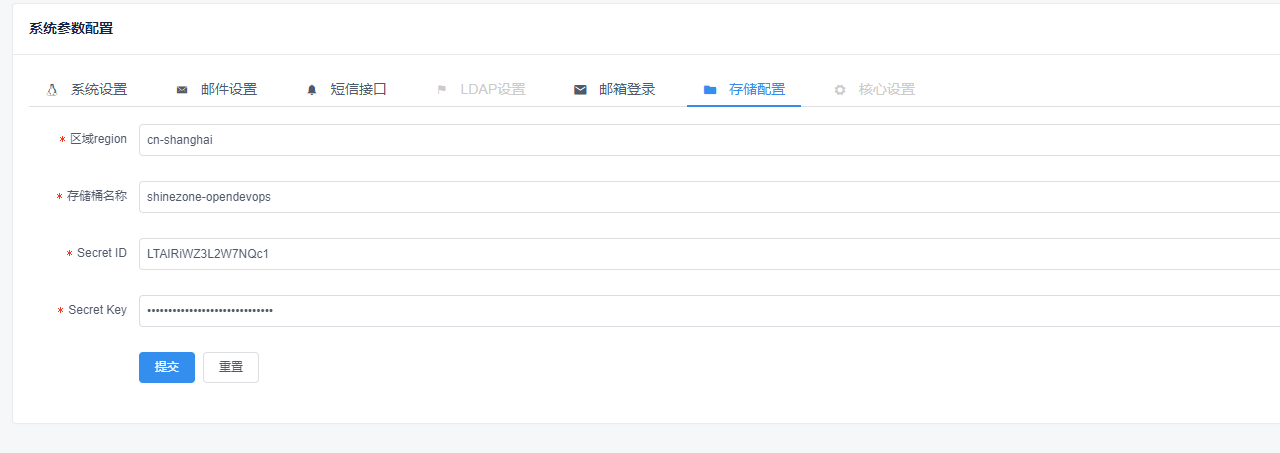 系统参数配置
系统设置 邮件设置 短信接口 LDAP设置 邮箱登录 存储配置 核心设置
* 区域region cn-shanghai
* 存储桶名称 shinezone-opendevops
* Secret ID LTAIRiWZ3L2W7NQc1
* Secret Key ••••••••••••••••••••••••••••••
提交 重置